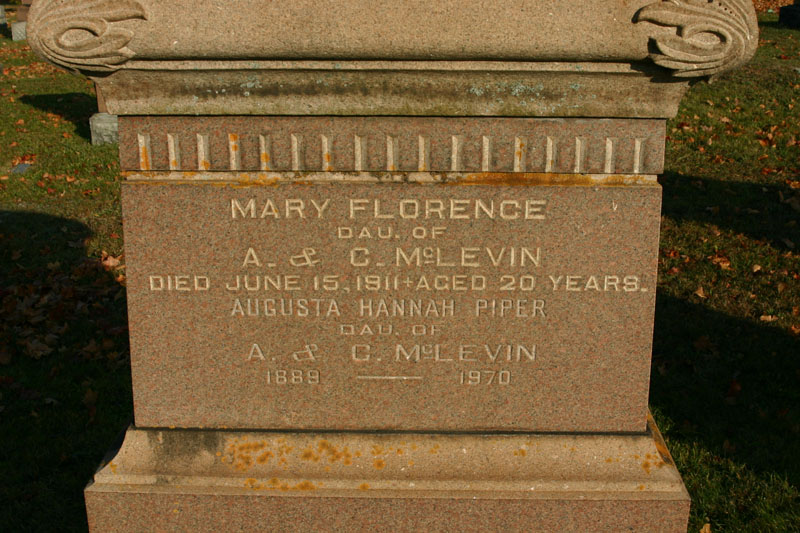 MARY FLORENCE
DAU. OF
A. & C. McLEVIN
DIED JUNE 15, 1911 + AGED 20 YEARS.
AUGUSTA HANNAH PIPER
DAU. OF
A. & C. McLEVIN
1889 — 1970